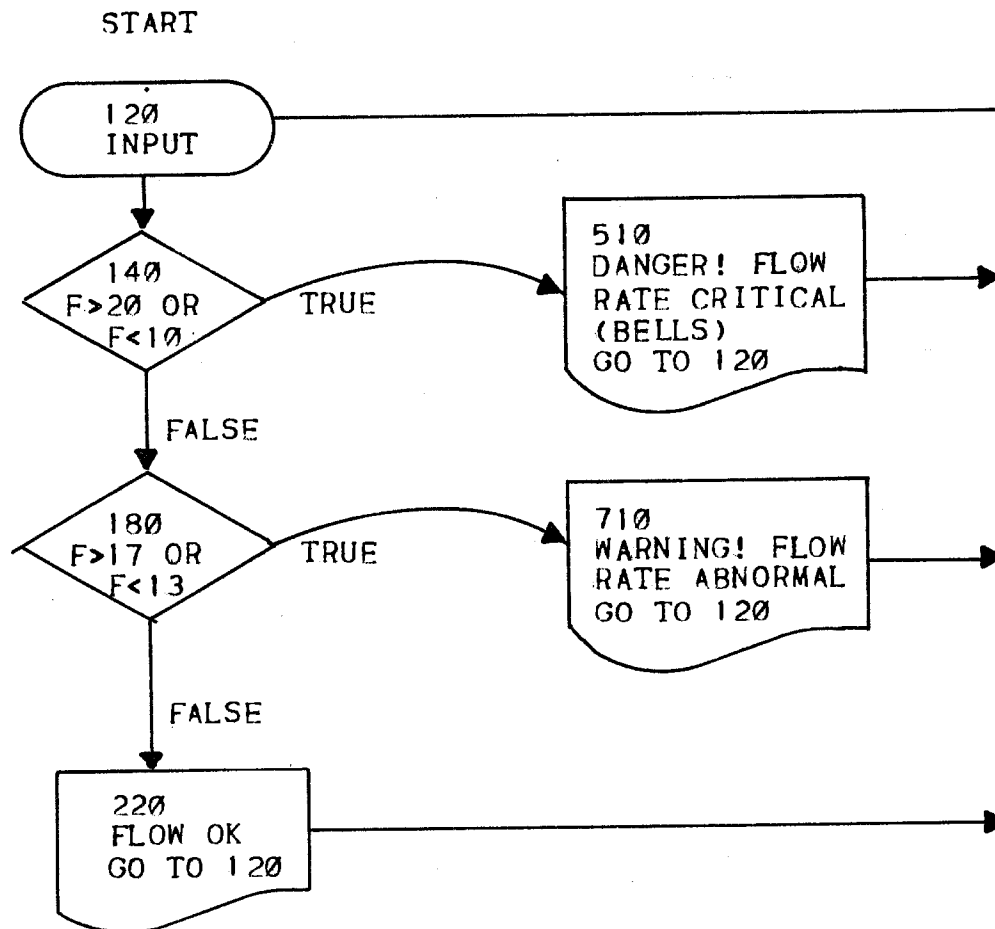 START
120
INPUT
140
F>20 OR
F<10
TRUE
510
DANGER! FLOW
RATE CRITICAL
(BELLS)
GO TO 120
FALSE
180
F>17 OR
F<13
TRUE
710
WARNING! FLOW
RATE ABNORMAL
GO TO 120
FALSE
220
FLOW OK
GO TO 120